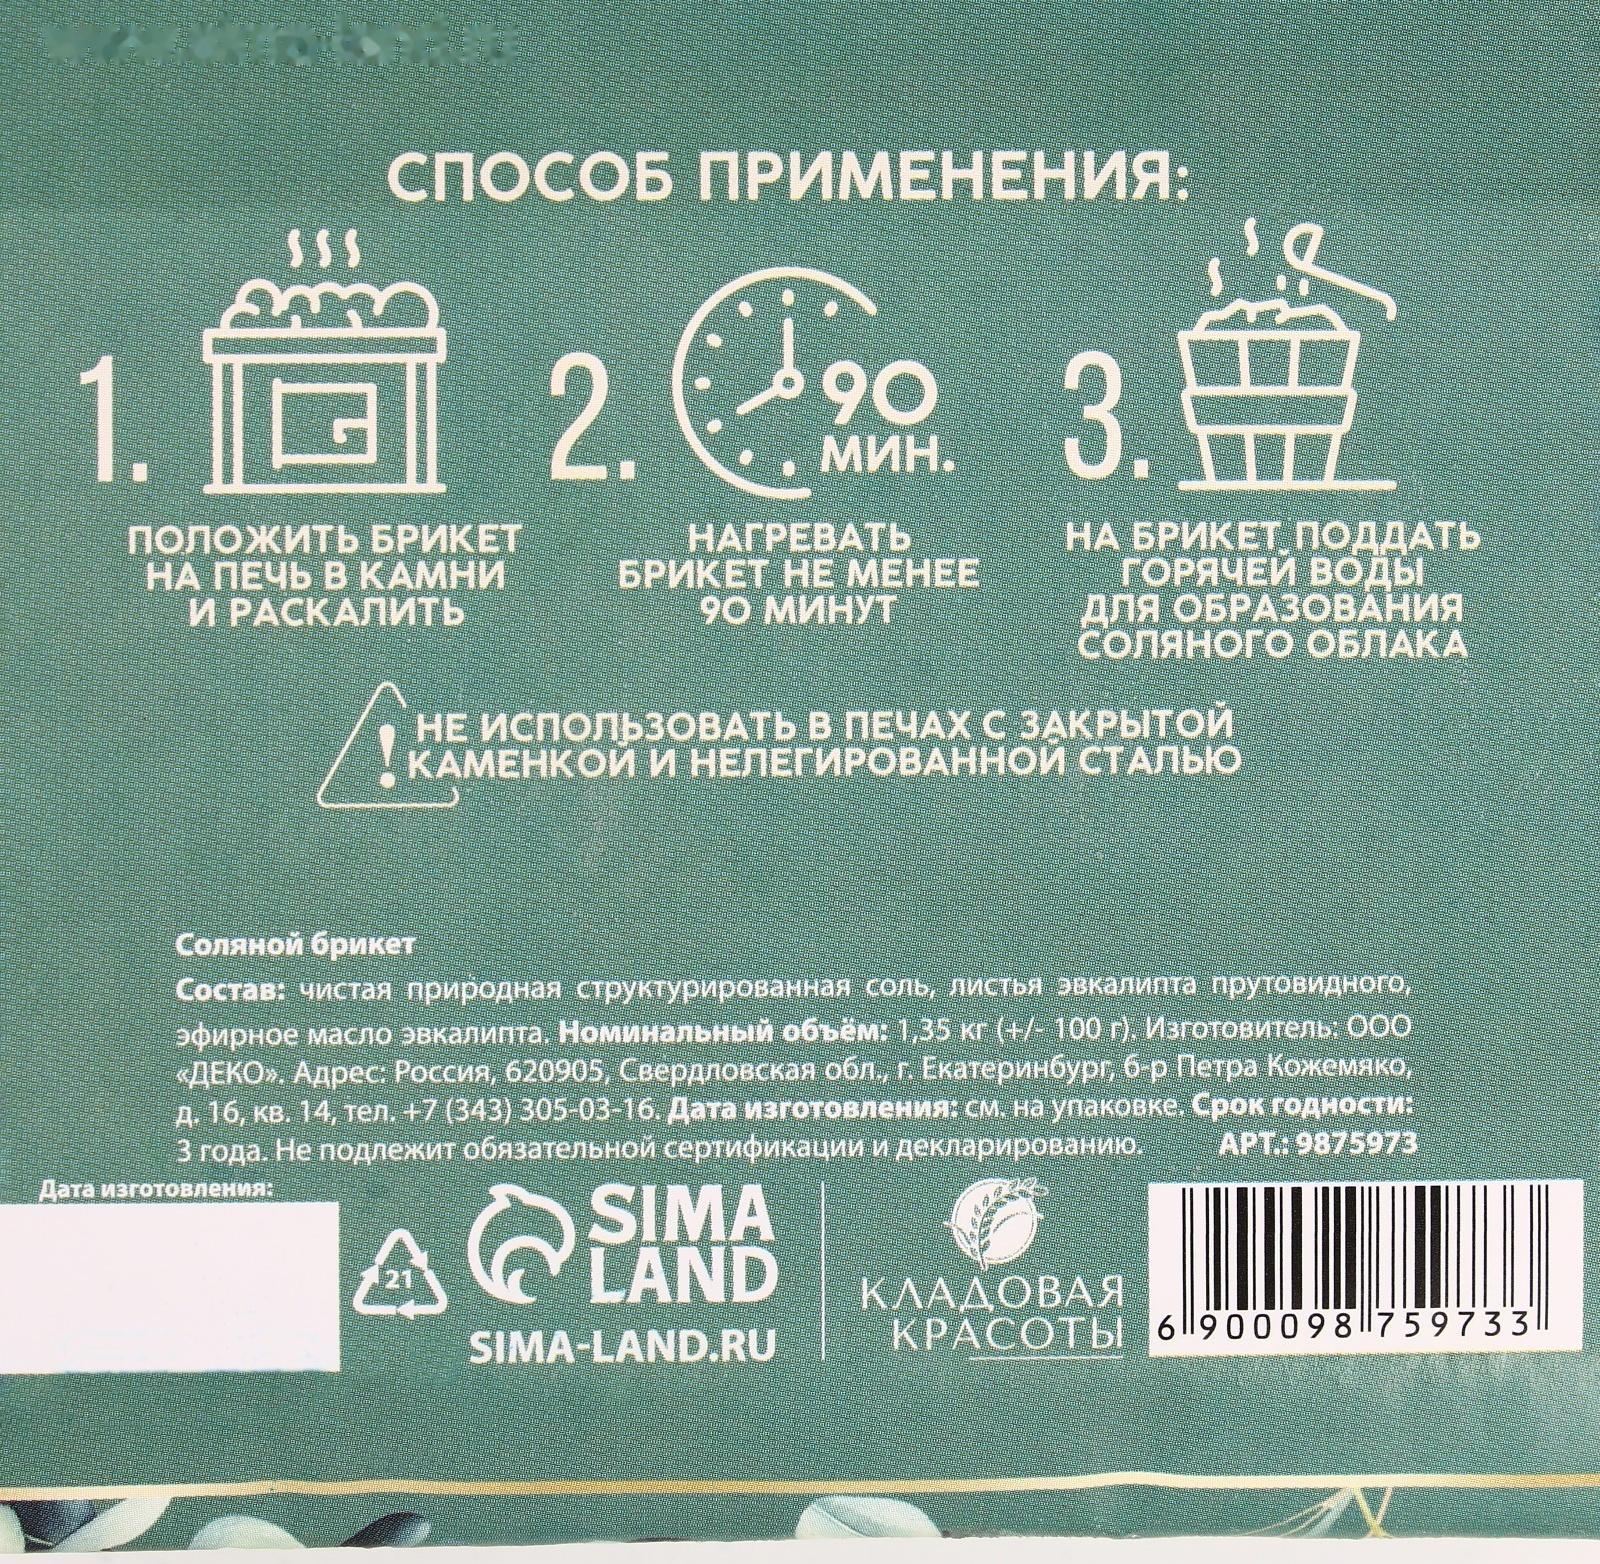 СПОСОБ ПРИМЕНЕНИЯ:
1.
ПОЛОЖИТЬ БРИКЕТ
НА ПЕЧЬ В КАМНИ
И РАСКАЛИТЬ
2.
90
МИН.
НАГРЕВАТЬ
БРИКЕТ НЕ МЕНЕЕ
90 МИНУТ
3.
НА БРИКЕТ ПОДДАТЬ
ГОРЯЧЕЙ ВОДЫ
ДЛЯ ОБРАЗОВАНИЯ
СОЛЯНОГО ОБЛАКА
! НЕ ИСПОЛЬЗОВАТЬ В ПЕЧАХ С ЗАКРЫТОЙ
КАМЕНКОЙ И НЕЛЕГИРОВАННОЙ СТАЛЬЮ
Соляной брикет
Состав: чистая природная структурированная соль, листья эвкалипта прутовидного,
эфирное масло эвкалипта. Номинальный объём: 1,35 кг (+/- 100 г). Изготовитель: ООО
«ДЕКО». Адрес: Россия, 620905, Свердловская обл., г. Екатеринбург, б-р Петра Кожемяко,
д. 16, кв. 14, тел. +7 (343) 305-03-16. Дата изготовления: см. на упаковке. Срок годности:
3 года. Не подлежит обязательной сертификации и декларированию. АРТ.: 9875973
Дата изготовления:
21
SIMA
LAND
SIMA-LAND.RU
КЛАДОВАЯ
КРАСОТЫ
6 900098 759733